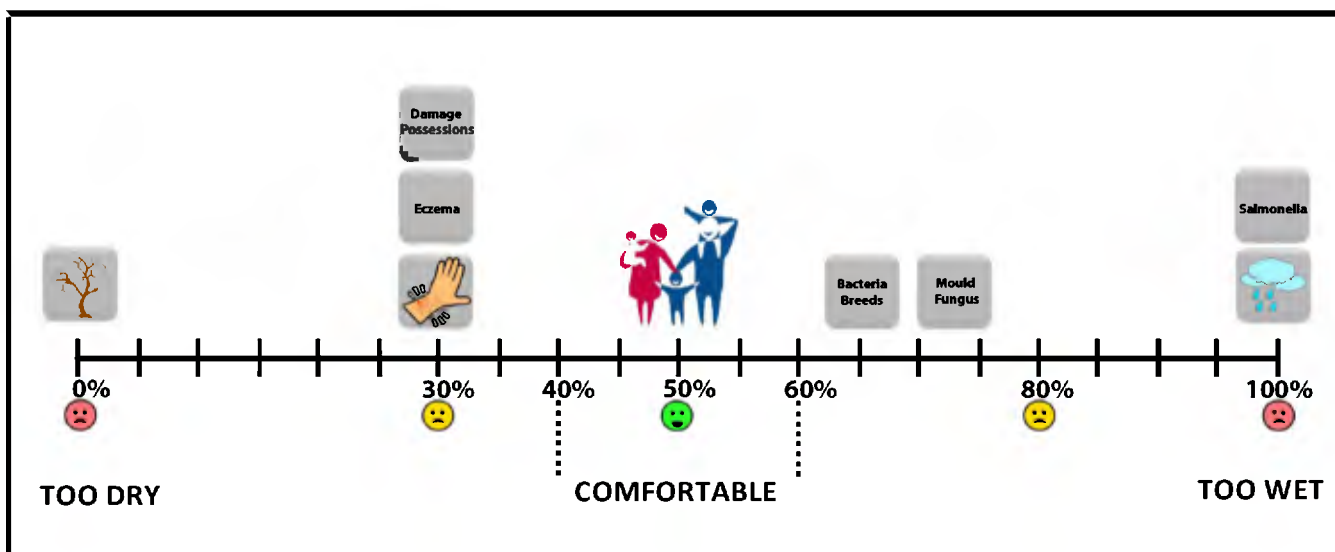 Damage
Possessions
Eczema
Salmonella
Bacteria
Breeds
Mould
Fungus
0%
30%
40%
50%
60%
80%
100%
TOO DRY
COMFORTABLE
TOO WET